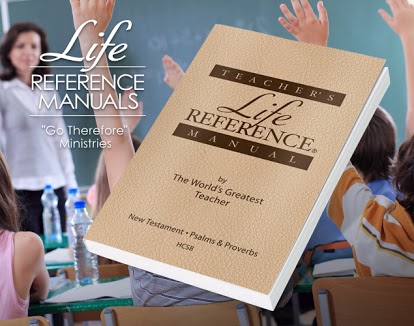 Life
REFERENCE
MANUALS
"Go Therefore"
Ministries
TEACHER'S
Life
REFERENCE®
MANUAL
by
The World's Greatest
Teacher
New Testament • Psalms & Proverbs
HCSB